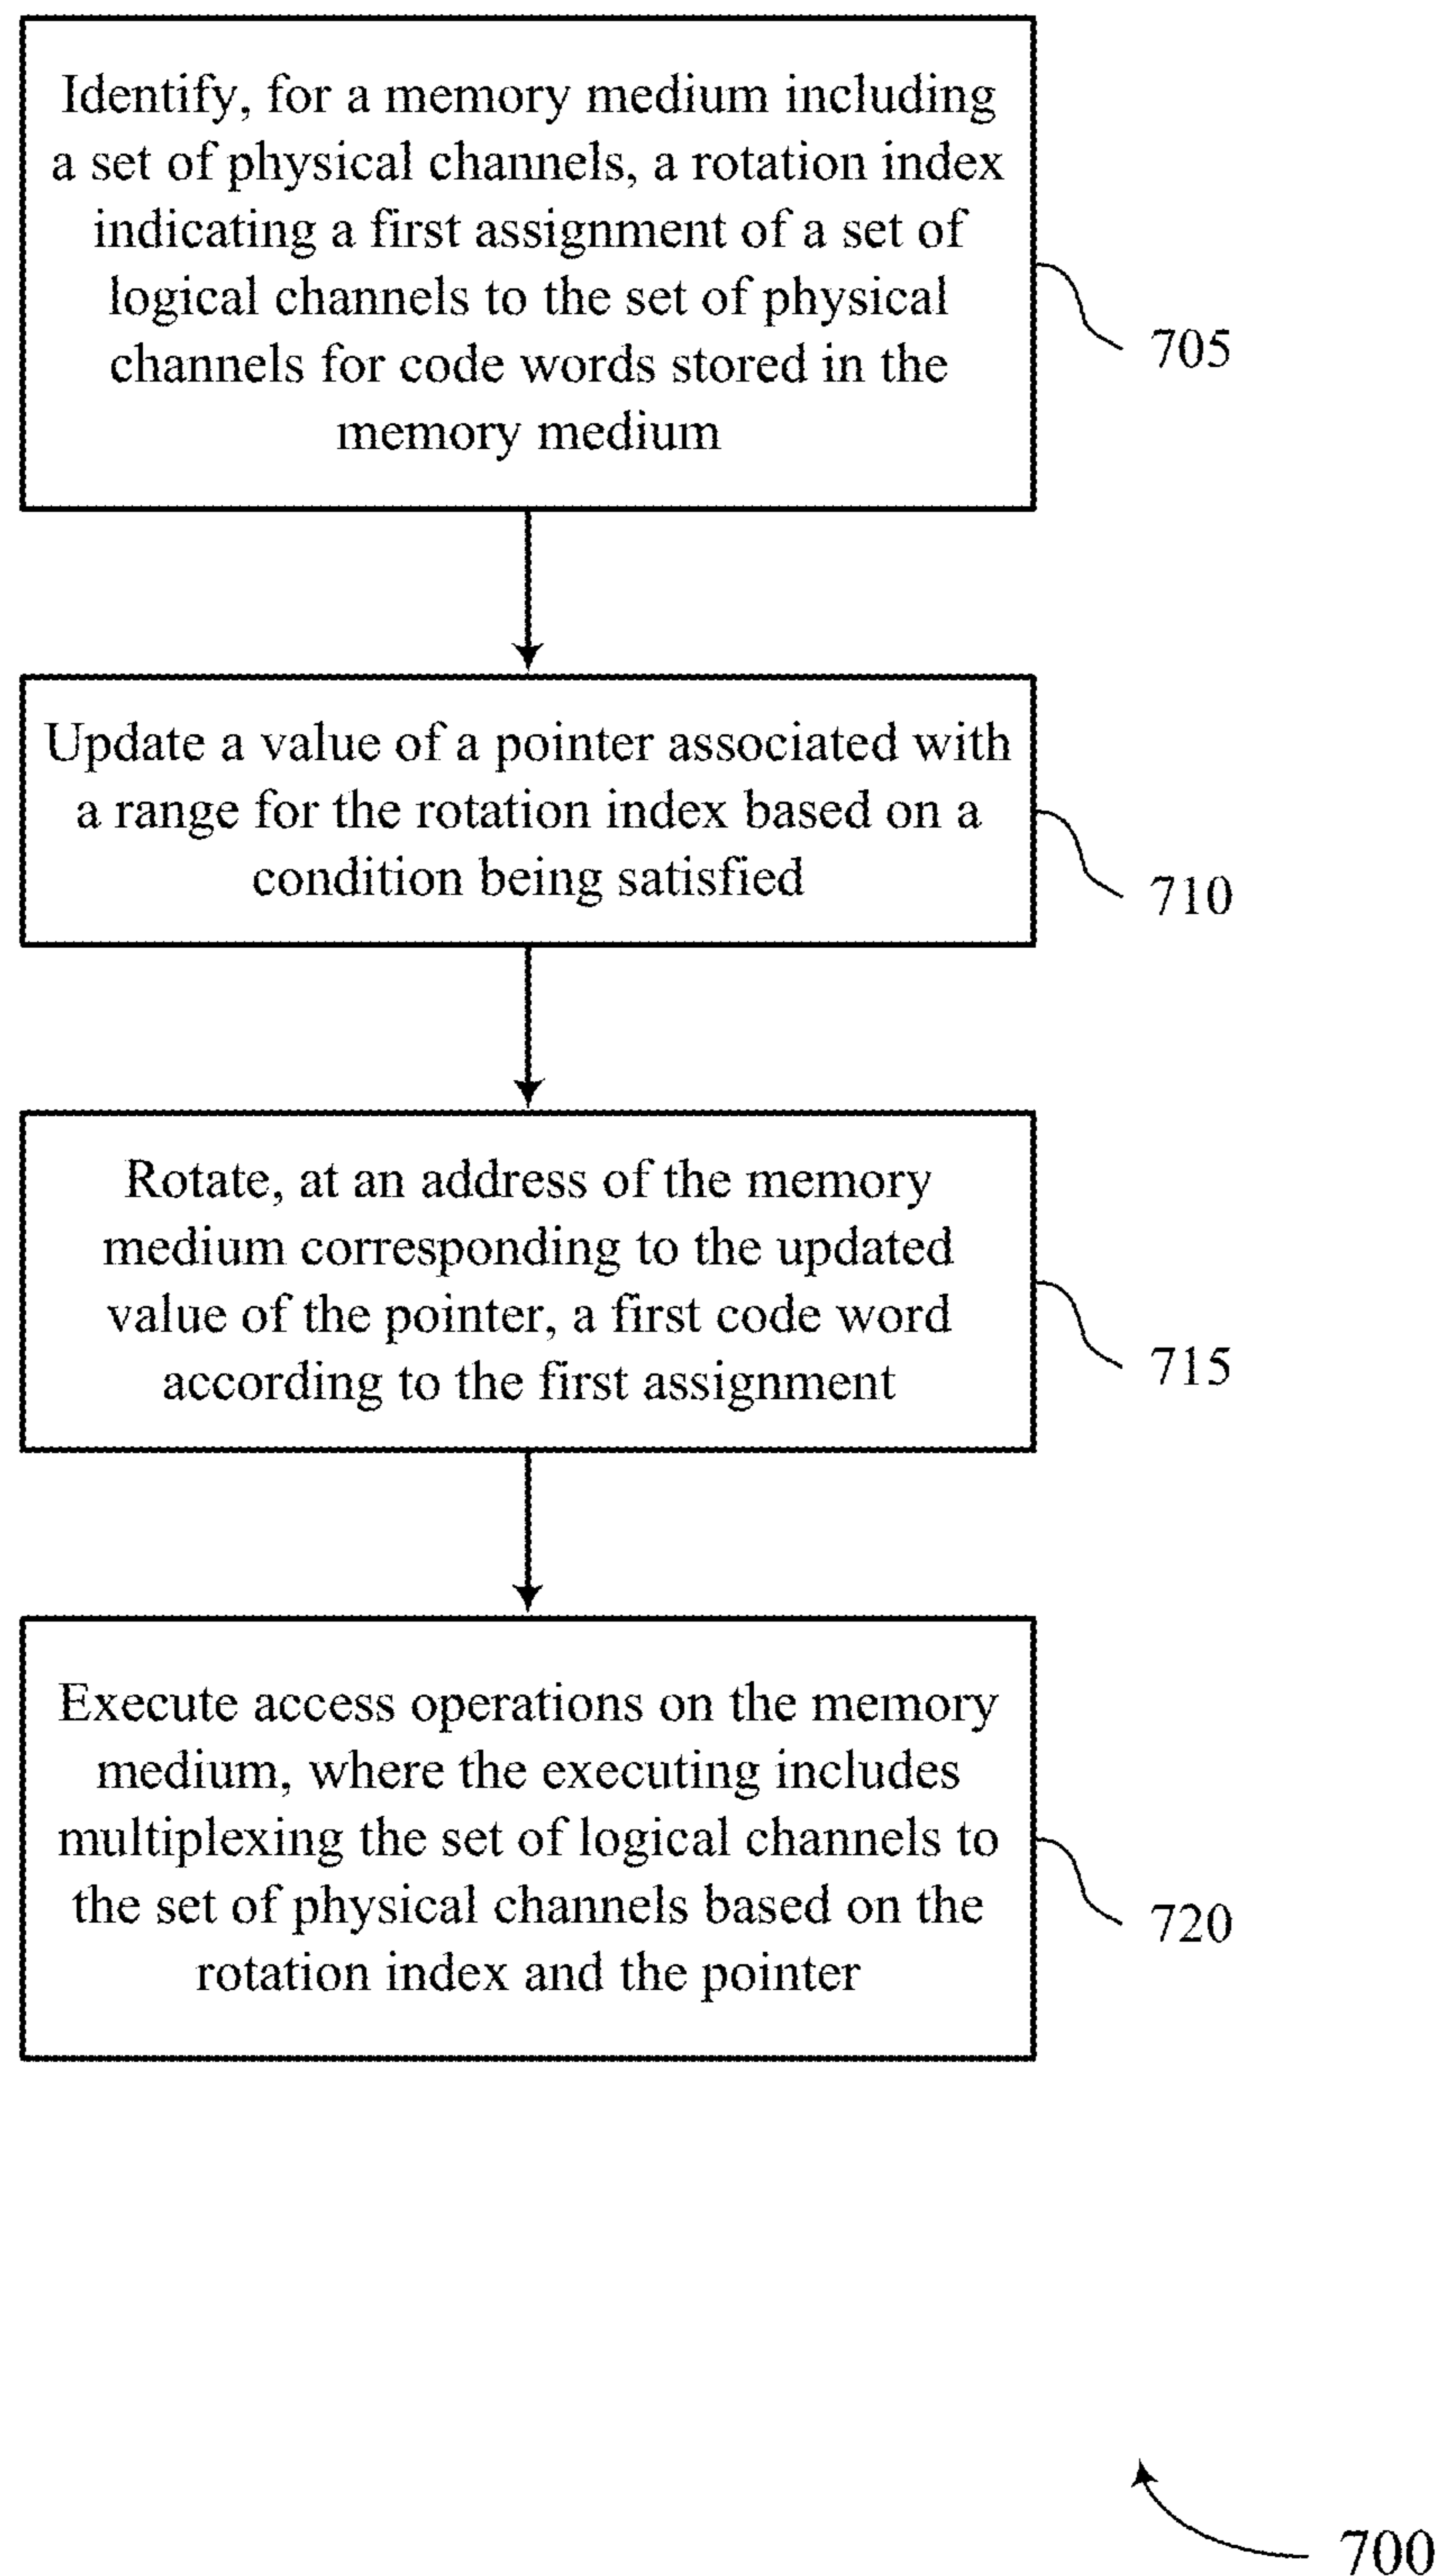 Identify, for a memory medium including
a set of physical channels, a rotation index
indicating a first assignment of a set of
logical channels to the set of physical
channels for code words stored in the
memory medium
705
Update a value of a pointer associated with
a range for the rotation index based on a
condition being satisfied
710
Rotate, at an address of the memory
medium corresponding to the updated
value of the pointer, a first code word
according to the first assignment
715
Execute access operations on the memory
medium, where the executing includes
multiplexing the set of logical channels to
the set of physical channels based on the
rotation index and the pointer
720
700